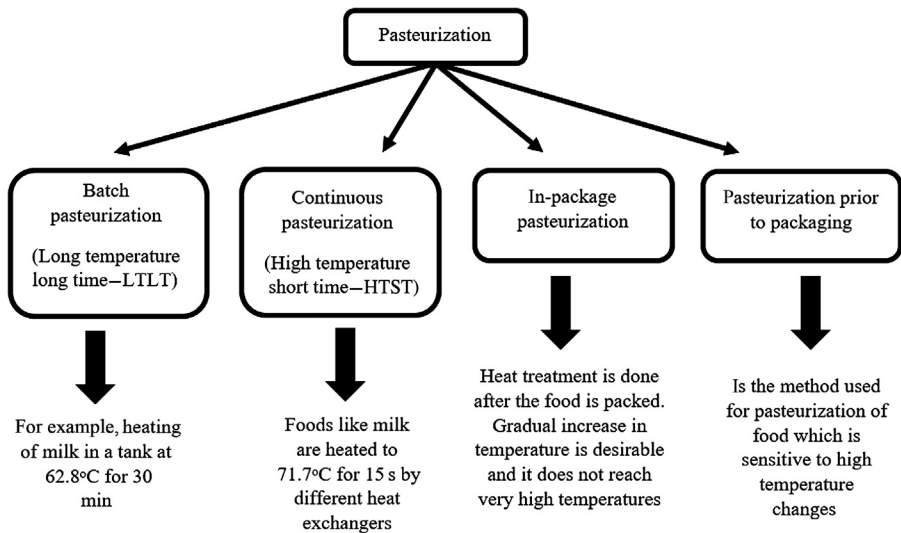 Pasteurization
Batch
pasteurization
(Long temperature
long time—LTLT)
Continuous
pasteurization
(High temperature
short time—HTST)
In-package
pasteurization
Pasteurization prior
to packaging
For example, heating
of milk in a tank at
62.8°C for 30
min
Foods like milk
are heated to
71.7°C for 15 s by
different heat
exchangers
Heat treatment is done
after the food is packed.
Gradual increase in
temperature is desirable
and it does not reach
very high temperatures
Is the method used
for pasteurization of
food which is
sensitive to high
temperature
changes